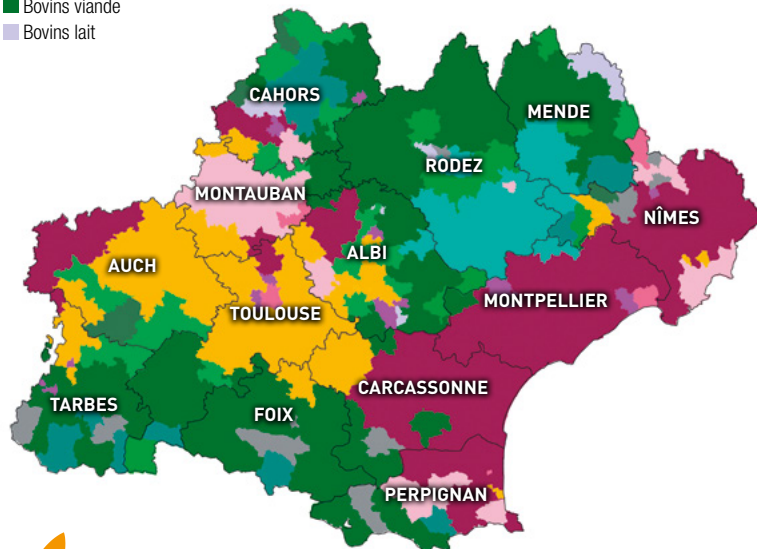 Bovins viande
Bovins lait
CAHORS
MENDE
RODEZ
MONTAUBAN
NÎMES
ALBI
AUCH
MONTPELLIER
TOULOUSE
CARCASSONNE
TARBES
FOIX
PERPIGNAN